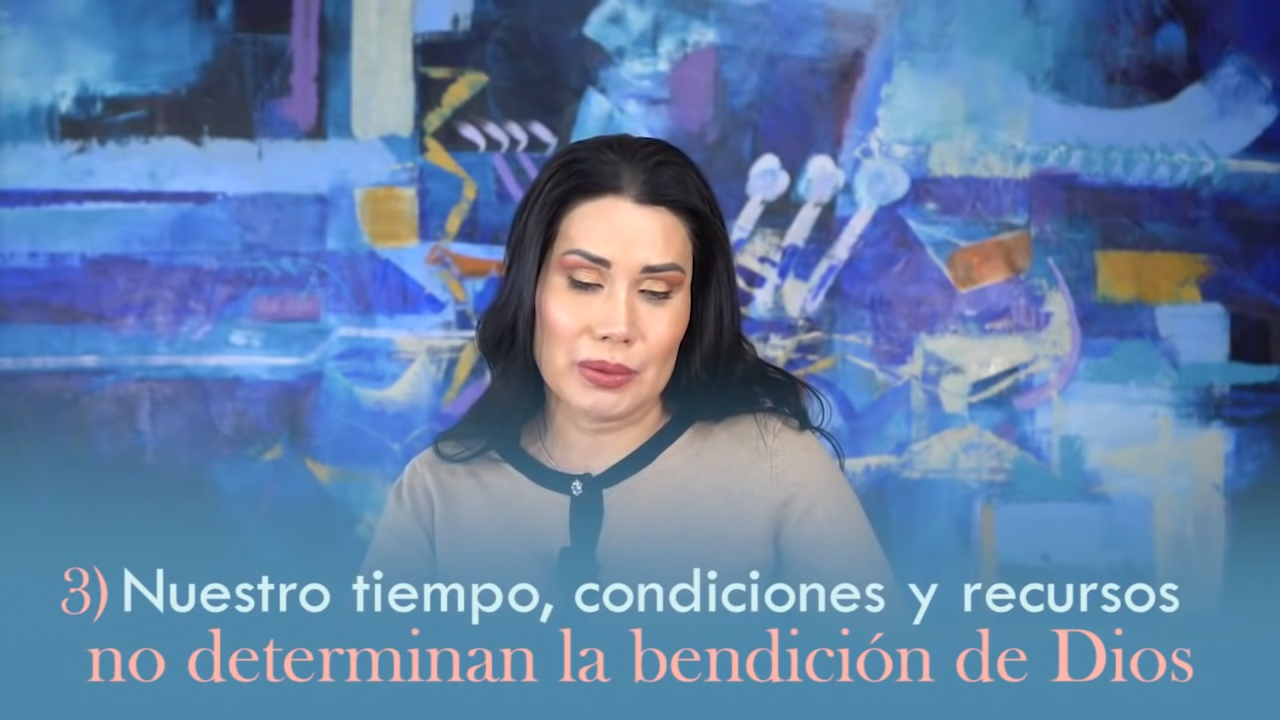 3) Nuestro tiempo, condiciones y recursos
no determinan la bendición de Dios